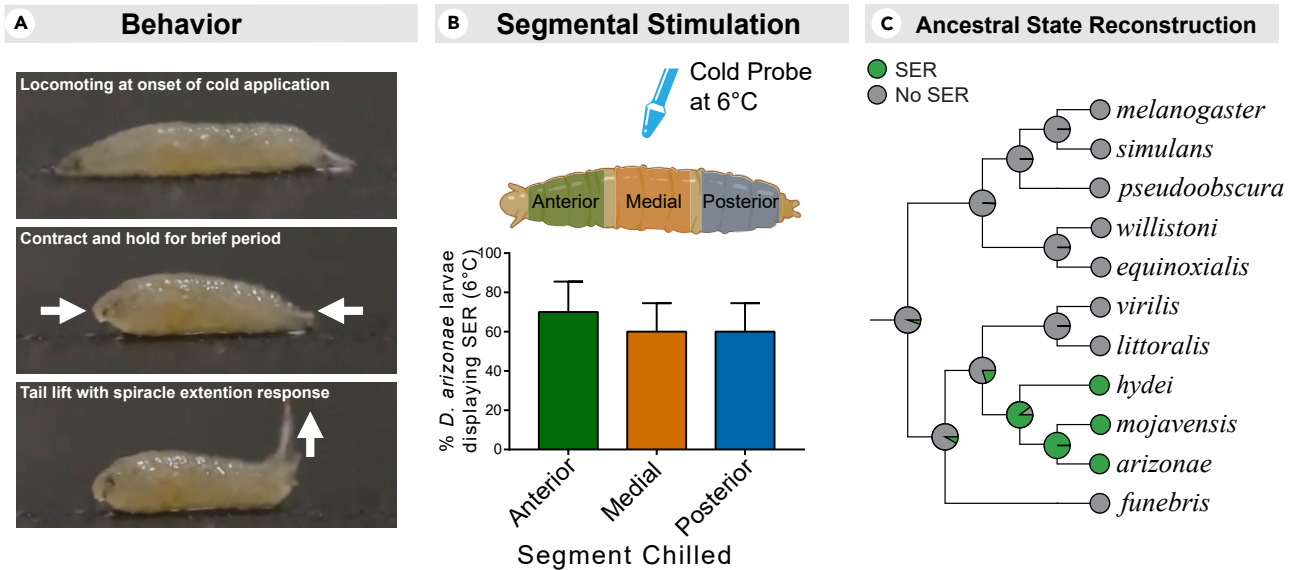 A Behavior
Locomoting at onset of cold application
Contract and hold for brief period
Tail lift with spiracle extention response
B Segmental Stimulation
Cold Probe
at 6°C
Anterior Medial Posterior
% D. arizonae larvae
displaying SER (6°C)
100
80
60
40
20
0
Anterior
Medial
Posterior
Segment Chilled
C Ancestral State Reconstruction
SER
No SER
melanogaster
simulans
pseudoobscura
willistoni
equinoxialis
virilis
littoralis
hydei
mojavensis
arizonae
funebris